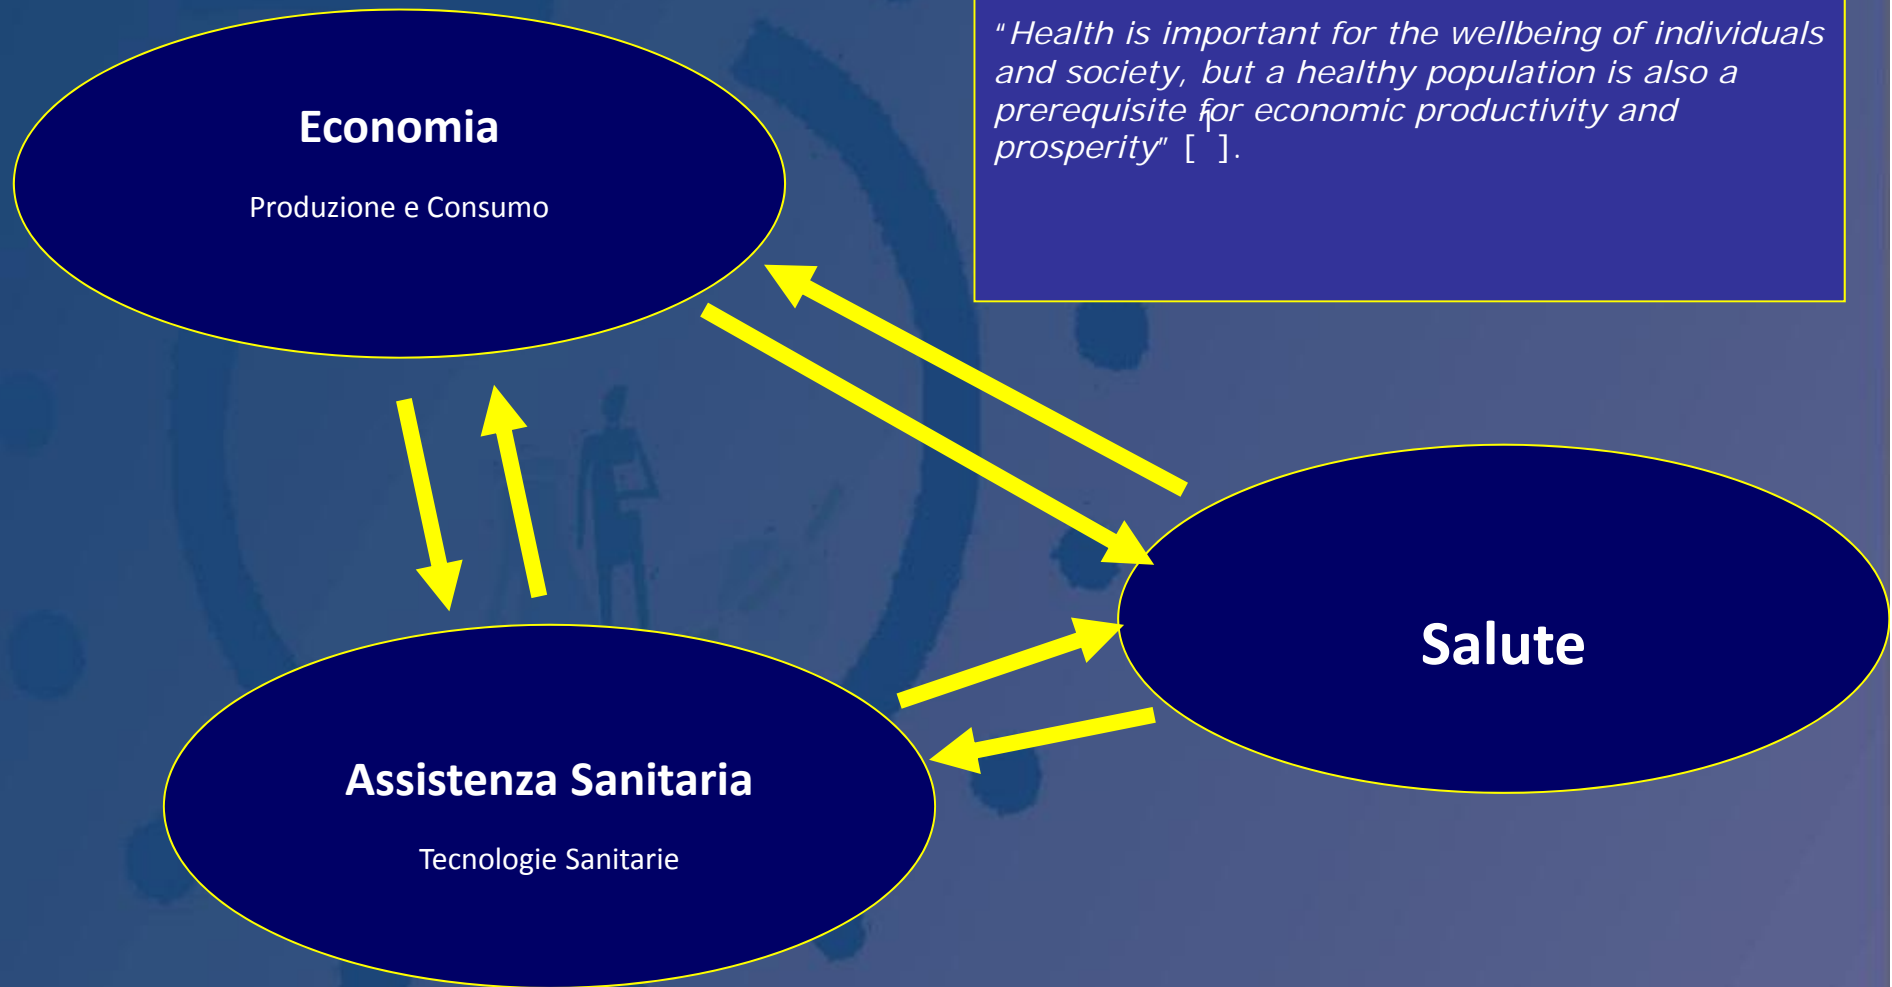 Economia
Produzione e Consumo
“Health is important for the wellbeing of individuals
and society, but a healthy population is also a
prerequisite for economic productivity and
prosperity” [ ].
Salute
Assistenza Sanitaria
Tecnologie Sanitarie